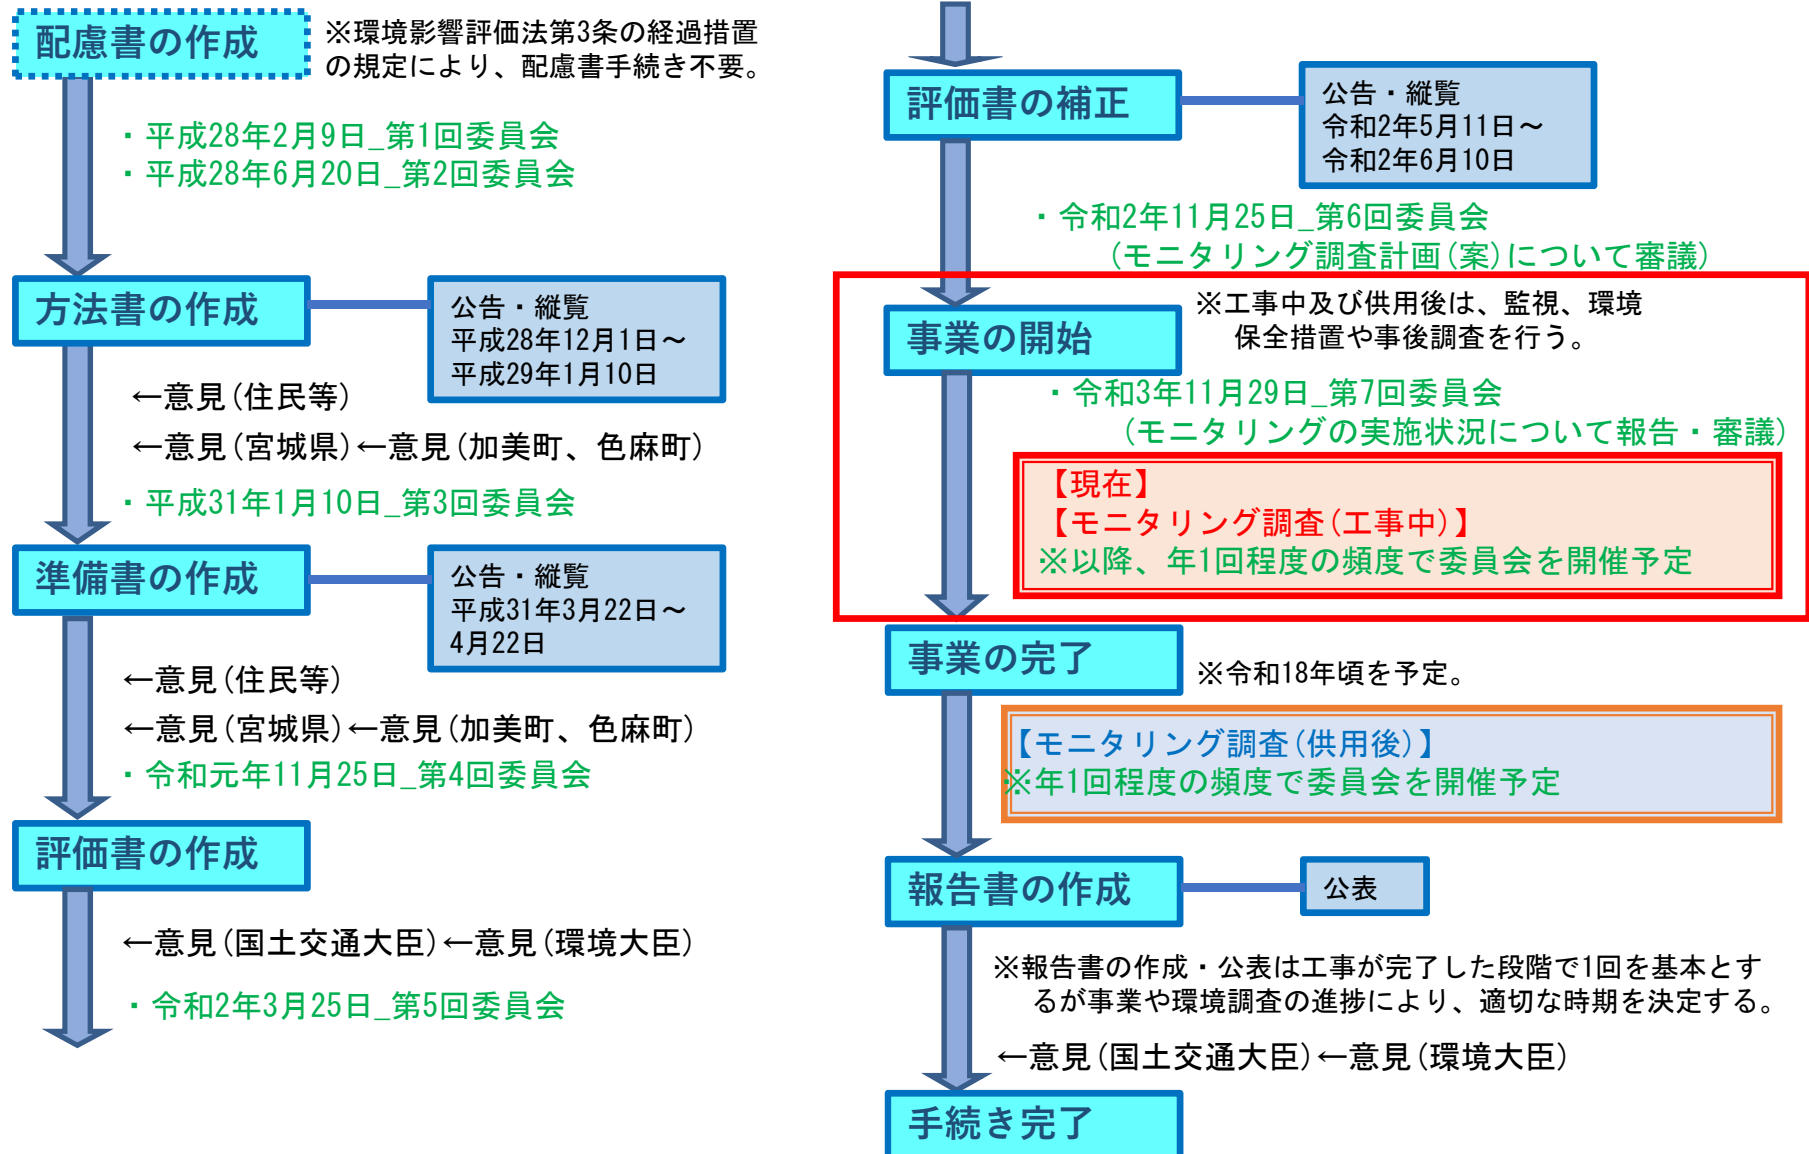 配慮書の作成
※環境影響評価法第3条の経過措置
の規定により、配慮書手続き不要。
・平成28年2月9日_第1回委員会
・平成28年6月20日_第2回委員会
方法書の作成
公告・縦覧
平成28年12月1日～
平成29年1月10日
←意見(住民等)
←意見(宮城県)←意見(加美町、色麻町)
・平成31年1月10日_第3回委員会
準備書の作成
公告・縦覧
平成31年3月22日～
4月22日
←意見(住民等)
←意見(宮城県)←意見(加美町、色麻町)
・令和元年11月25日_第4回委員会
評価書の作成
←意見(国土交通大臣)←意見(環境大臣)
・令和2年3月25日_第5回委員会
評価書の補正
公告・縦覧
令和2年5月11日～
令和2年6月10日
・令和2年11月25日_第6回委員会
(モニタリング調査計画(案)について審議)
事業の開始
※工事中及び供用後は、監視、環境
保全措置や事後調査を行う。
・令和3年11月29日_第7回委員会
(モニタリングの実施状況について報告・審議)
【現在】
【モニタリング調査(工事中)】
※以降、年1回程度の頻度で委員会を開催予定
事業の完了
※令和18年頃を予定。
【モニタリング調査(供用後)】
※年1回程度の頻度で委員会を開催予定
報告書の作成
公表
※報告書の作成・公表は工事が完了した段階で1回を基本とす
るが事業や環境調査の進捗により、適切な時期を決定する。
←意見(国土交通大臣)←意見(環境大臣)
手続き完了